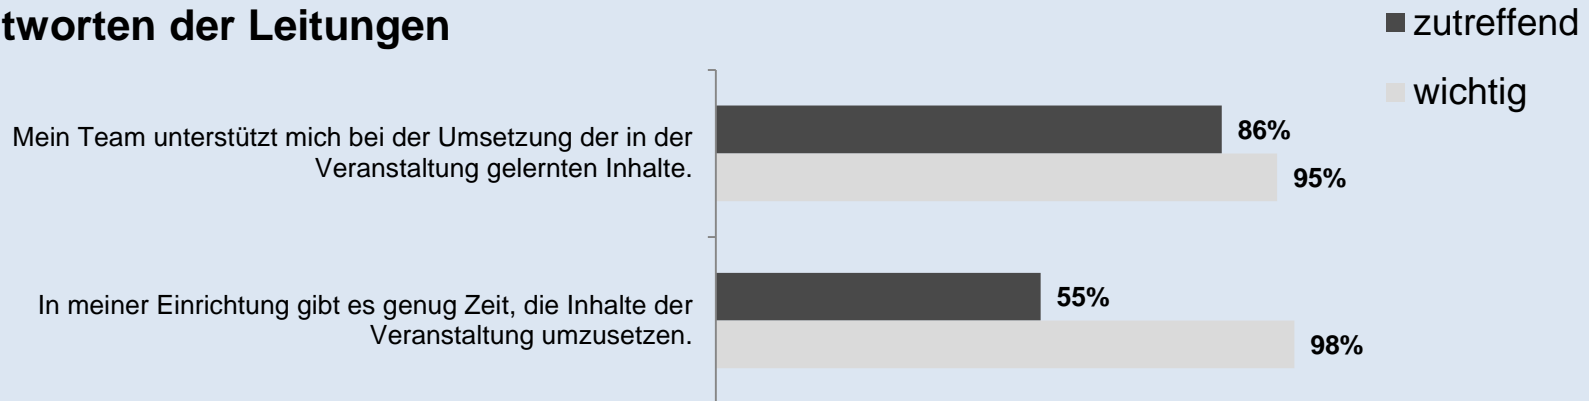 tworten der Leitungen
zutreffend
wichtig
Mein Team unterstützt mich bei der Umsetzung der in der
Veranstaltung gelernten Inhalte.
86%
95%
In meiner Einrichtung gibt es genug Zeit, die Inhalte der
Veranstaltung umzusetzen.
55%
98%